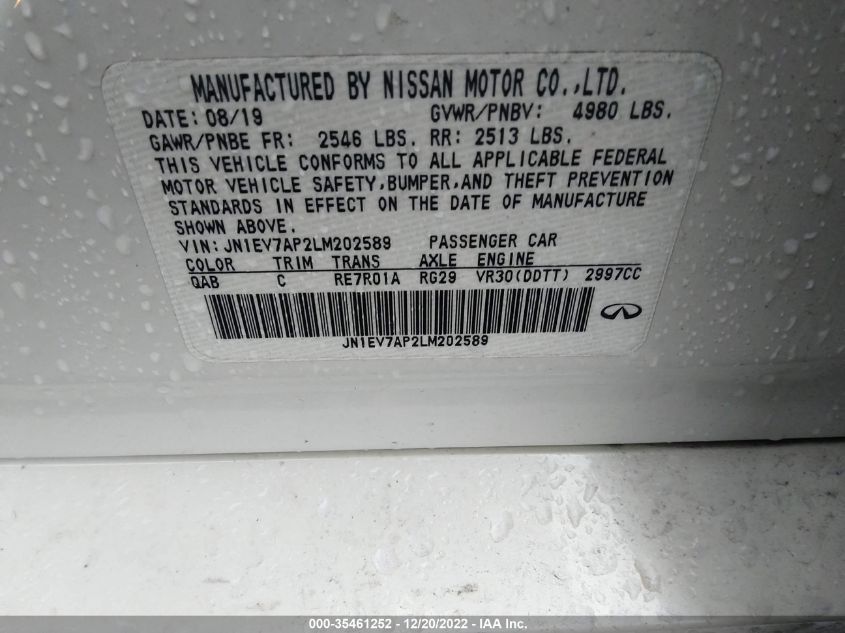 MANUFACTURED BY NISSAN MOTOR CO.,LTD.
DATE: 08/19 GVWR/PNBV: 4980 LBS.
GAWR/PNBE FR: 2546 LBS. RR: 2513 LBS.
THIS VEHICLE CONFORMS TO ALL APPLICABLE FEDERAL
MOTOR VEHICLE SAFETY,BUMPER,AND THEFT PREVENTION
STANDARDS IN EFFECT ON THE DATE OF MANUFACTURE
SHOWN ABOVE.
VIN: JN1EV7AP2LM202589 PASSENGER CAR
COLOR TRIM TRANS AXLE ENGINE
QAB C RE7R01A RG29 VR30(DDTT) 2997CC
JN1EV7AP2LM202589
000-35461252 - 12/20/2022 - IAA Inc.